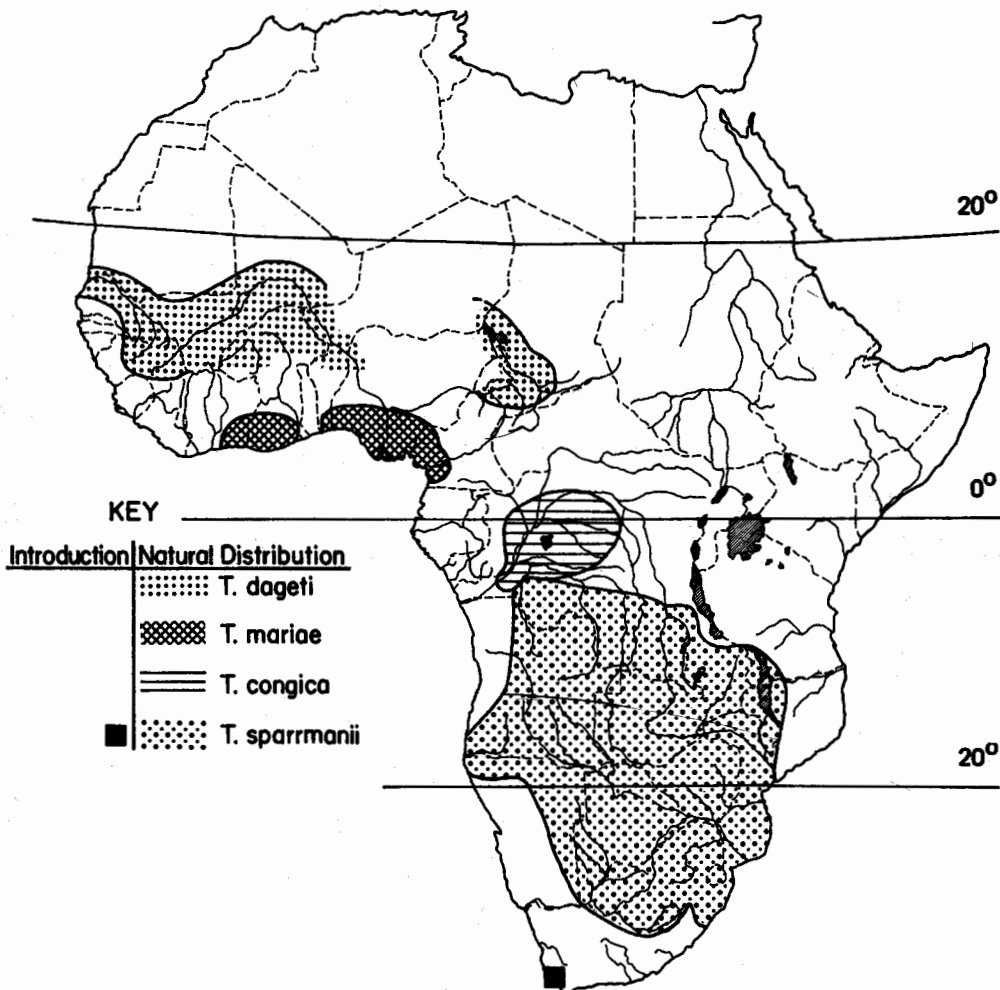 20°
0°
KEY
Introduction Natural Distribution
T. dageti
T. mariae
T. congica
T. sparrmanii
20°